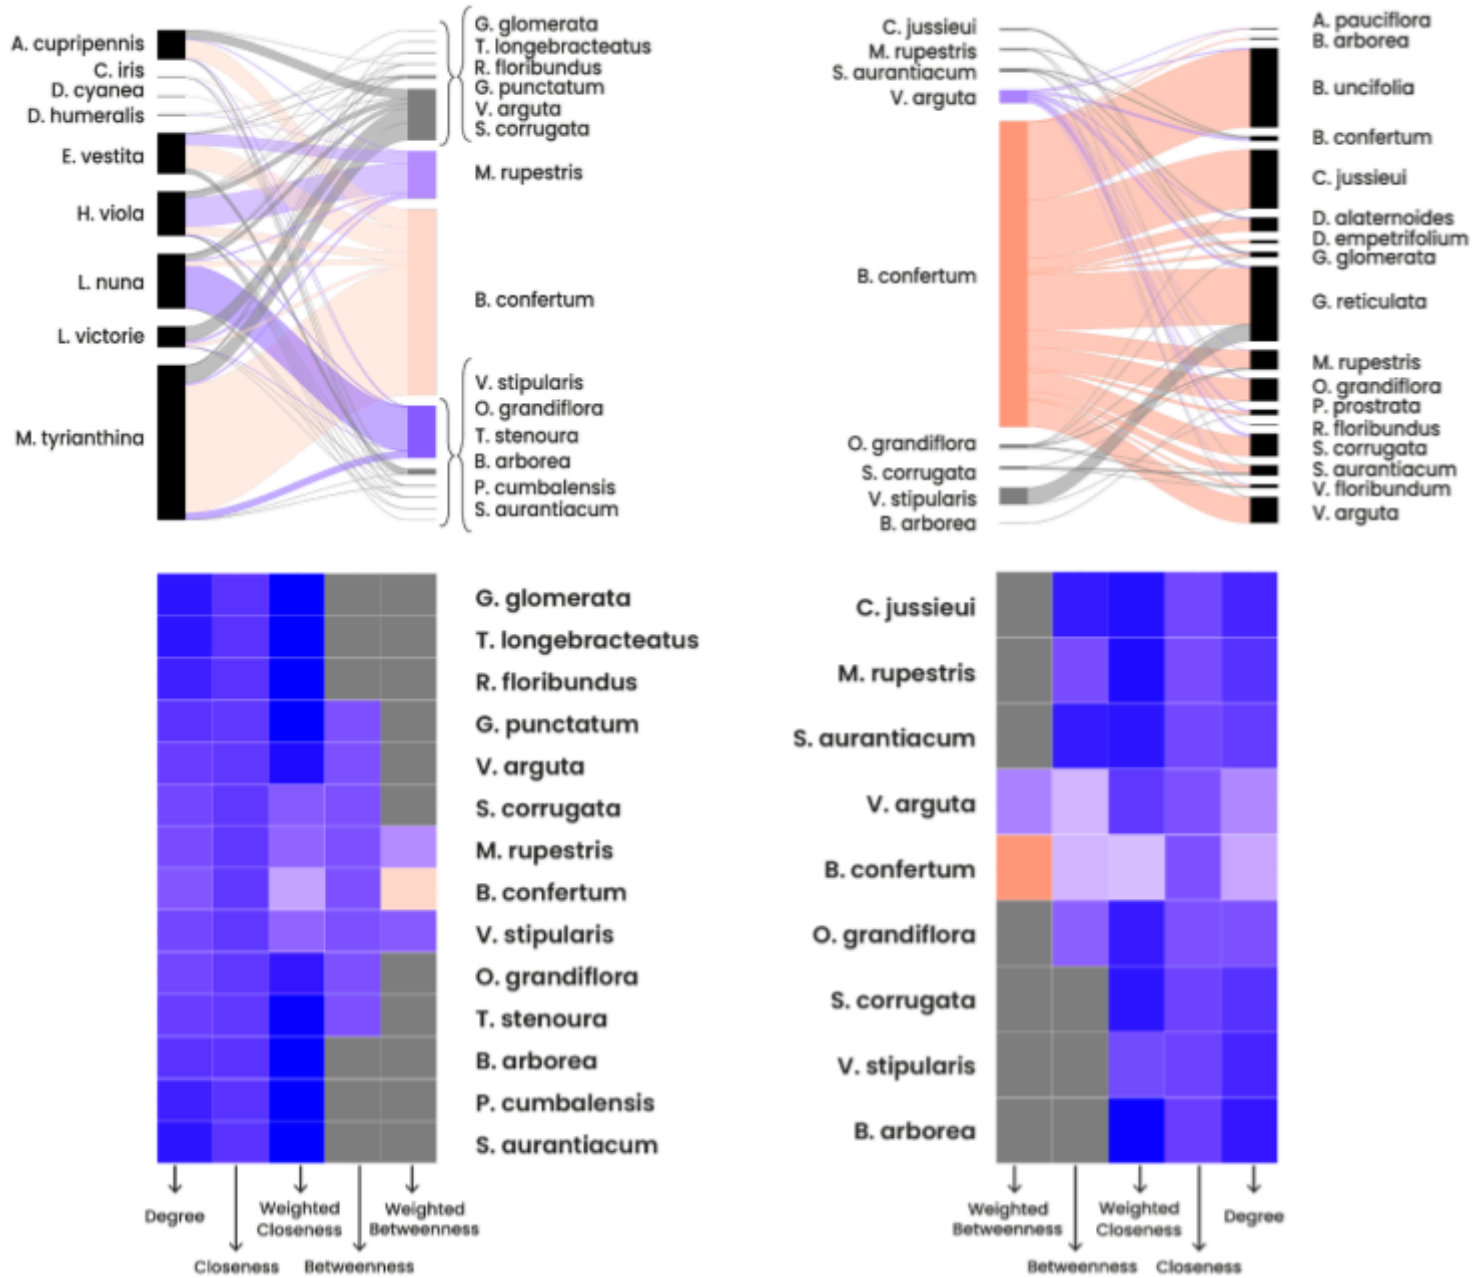 A. cupripennis
C. iris
D. cyanea
D. humeralis
E. vestita
H. viola
L. nuna
L. victorie
M. tyrianthina
G. glomerata
T. longebracteatus
R. floribundus
G. punctatum
V. arguta
S. corrugata
M. rupestris
B. confertum
V. stipularis
O. grandiflora
T. stenoura
B. arborea
P. cumbalensis
S. aurantiacum
C. jussieui
M. rupestris
S. aurantiacum
V. arguta
B. confertum
O. grandiflora
S. corrugata
V. stipularis
B. arborea
A. pauciflora
B. arborea
B. uncifolia
B. confertum
C. jussieui
D. alaternoides
D. empetrifolium
G. glomerata
G. reticulata
M. rupestris
O. grandiflora
P. prostrata
R. floribundus
S. corrugata
S. aurantiacum
V. floribundum
V. arguta
G. glomerata
T. longebracteatus
R. floribundus
G. punctatum
V. arguta
S. corrugata
M. rupestris
B. confertum
V. stipularis
O. grandiflora
T. stenoura
B. arborea
P. cumbalensis
S. aurantiacum
Degree
Closeness
Weighted
Closeness
Betweenness
Weighted
Betweenness
C. jussieui
M. rupestris
S. aurantiacum
V. arguta
B. confertum
O. grandiflora
S. corrugata
V. stipularis
B. arborea
Weighted
Betweenness
Betweenness
Weighted
Closeness
Closeness
Degree